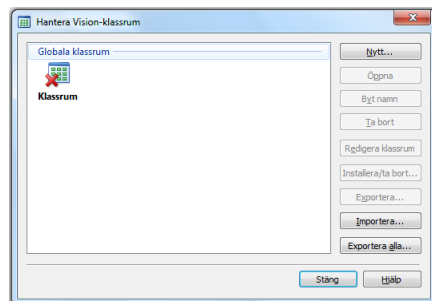 Hantera Vision-klassrum
Globala klassrum
Klassrum
Nytt...
Öppna
Byt namn
Ta bort
Redigera klassrum
Installera/ta bort...
Exportera...
Importera...
Exportera alla...
Stäng
Hjälp